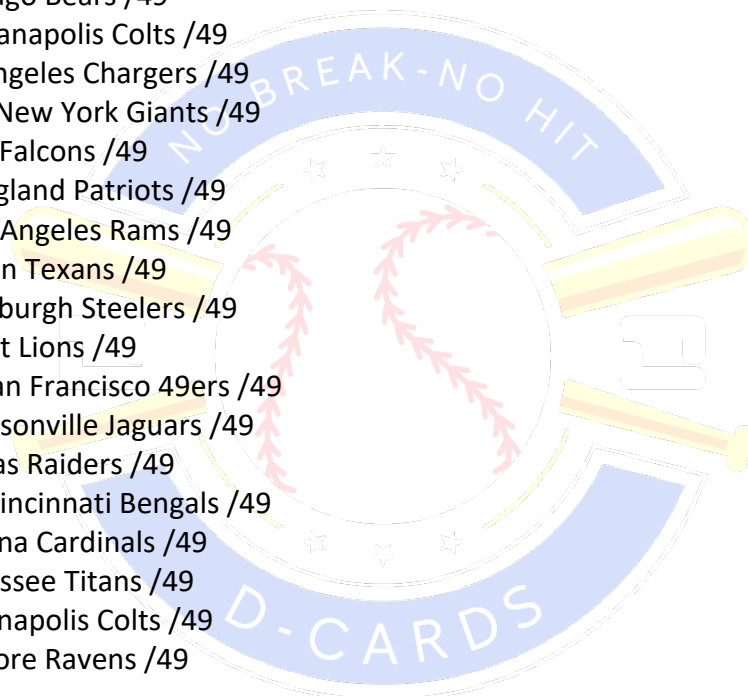 ago Bears /49
anapolis Colts /49
ngeles Chargers /49
New York Giants /49
Falcons /49
gland Patriots /49
Angeles Rams /49
n Texans /49
burgh Steelers /49
t Lions /49
an Francisco 49ers /49
sonville Jaguars /49
as Raiders /49
incinnati Bengals /49
na Cardinals /49
ssee Titans /49
napolis Colts /49
ore Ravens /49
NO BREAK-NO HIT
D-CARDS